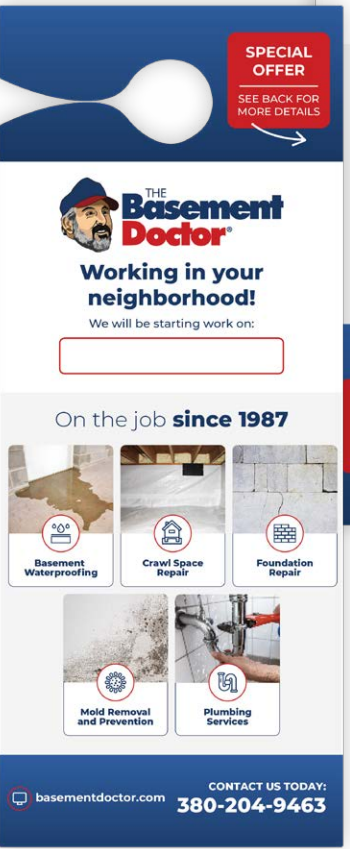 SPECIAL
OFFER
SEE BACK FOR
MORE DETAILS
THE
Basement
Doctor®
Working in your
neighborhood!
We will be starting work on:
On the job since 1987
Basement
Waterproofing
Crawl Space
Repair
Foundation
Repair
Mold Removal
and Prevention
Plumbing
Services
basementdoctor.com
CONTACT US TODAY:
380-204-9463